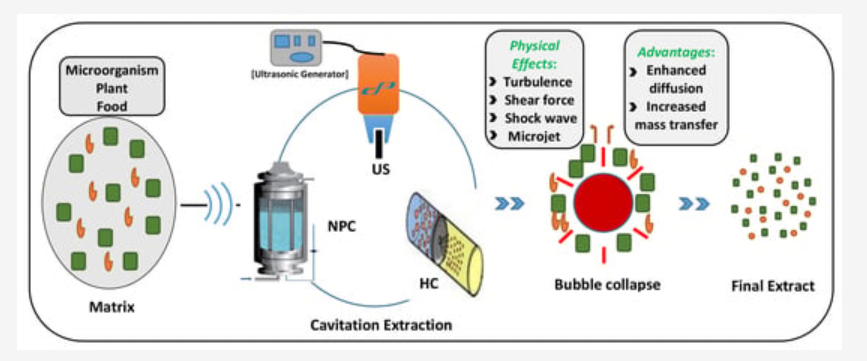 Microorganism
Plant
Food
Matrix
[Ultrasonic Generator]
US
NPC
HC
Cavitation Extraction
Physical
Effects:
Turbulence
Shear force
Shock wave
Microjet
Advantages:
Enhanced
diffusion
Increased
mass transfer
Bubble collapse
Final Extract